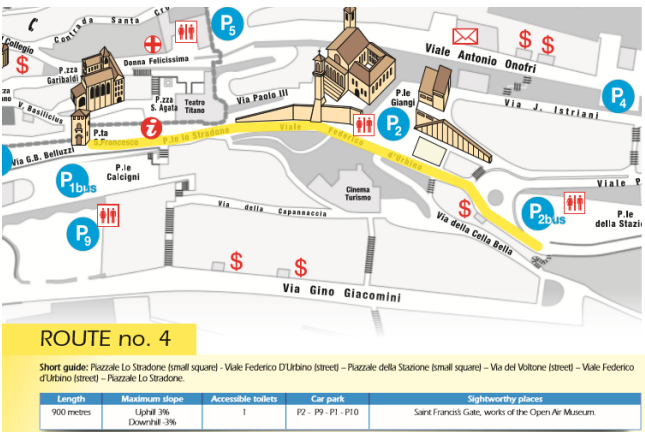 Contrada Santa Cro
Collegio
P5
Viale Antonio Onofri
Donna Felicissima
P.zza
Garibaldi
P.zza
S. Agata
Teatro
Titano
Via Paolo III
P.le
Giangi
P4
Via J. Istriani
V. Basilicius
P.ta
S.Francesco
P.le lo Stradone
Viale Federico d'Urbino
P2
Via G.B. Belluzzi
P.le
Calcigni
P1bus
Cinema
Turismo
Viale P
P2bus
P.le
della Stazio
P9
Via della Capannaccia
Via della Cella Bella
Via Gino Giacomini
ROUTE no. 4
Short guide: Piazzale Lo Stradone (small square) - Viale Federico D'Urbino (street) – Piazzale della Stazione (small square) – Via del Voltone (street) – Viale Federico
d'Urbino (street) – Piazzale Lo Stradone.
Length Maximum slope Accessible toilets Car park Sightworthy places
900 metres Uphill 3% 1 P2 - P9 - P1 - P10 Saint Francis's Gate, works of the Open Air Museum.
Downhill -3%